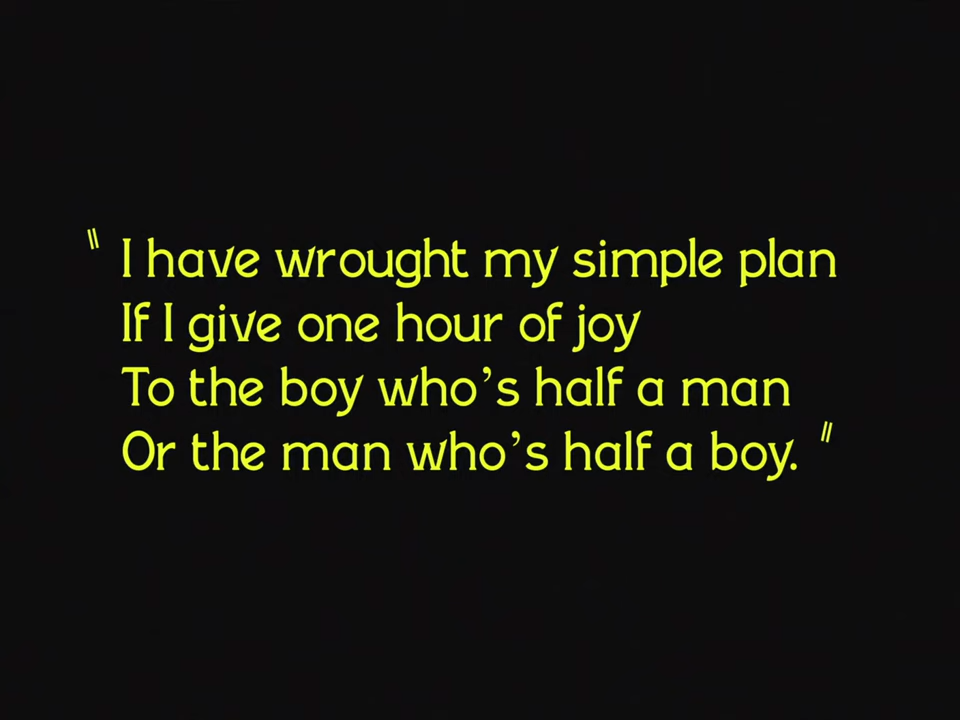 " I have wrought my simple plan
If I give one hour of joy
To the boy who’s half a man
Or the man who’s half a boy. "